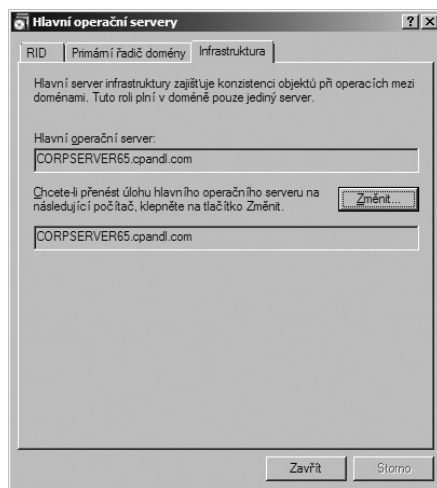 Hlavní operační servery
RID Primární řadič domény Infrastruktura
Hlavní server infrastruktury zajišťuje konzistenci objektů při operacích mezi
doménami. Tuto roli plní v doméně pouze jediný server.
Hlavní operační server:
CORPSERVER65.cpandl.com
Chcete-li přenést úlohu hlavního operačního serveru na
následující počítač, klepněte na tlačítko Změnit.
Změnit...
CORPSERVER65.cpandl.com
Zavřít Storno